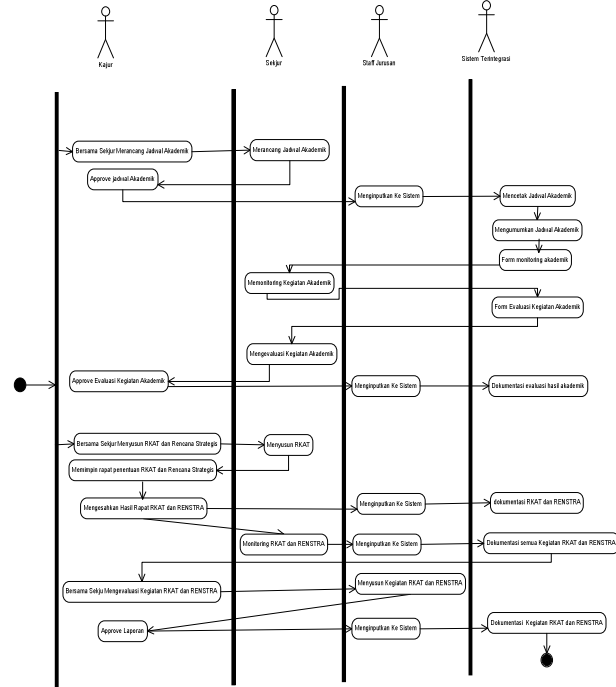 Kajur
Sekjur
Staff Jurusan
Sistem Terintegrasi
Bersama Sekjur Merancang Jadwal Akademik
Merancang Jadwal Akademik
Approve jadwal Akademik
Menginputkan Ke Sistem
Mencetak Jadwal Akademik
Mengumumkan Jadwal Akademik
Form monitoring akademik
Memonitoring Kegiatan Akademik
Form Evaluasi Kegiatan Akademik
Mengevaluasi Kegiatan Akademik
Approve Evaluasi Kegiatan Akademik
Menginputkan Ke Sistem
Dokumentasi evaluasi hasil akademik
Bersama Sekjur Menyusun RKAT dan Rencana Strategis
Menyusun RKAT
Memimpin rapat penentuan RKAT dan Rencana Strategis
Mengesahkan Hasil Rapat RKAT dan RENSTRA
Menginputkan Ke Sistem
dokumentasi RKAT dan RENSTRA
Monitoring RKAT dan RENSTRA
Menginputkan Ke Sistem
Dokumentasi semua Kegiatan RKAT dan RENSTRA
Bersama Sekju Mengevaluasi Kegiatan RKAT dan RENSTRA
Menyusun Kegiatan RKAT dan RENSTRA
Approve Laporan
Menginputkan Ke Sistem
Dokumentasi Kegiatan RKAT dan RENSTRA